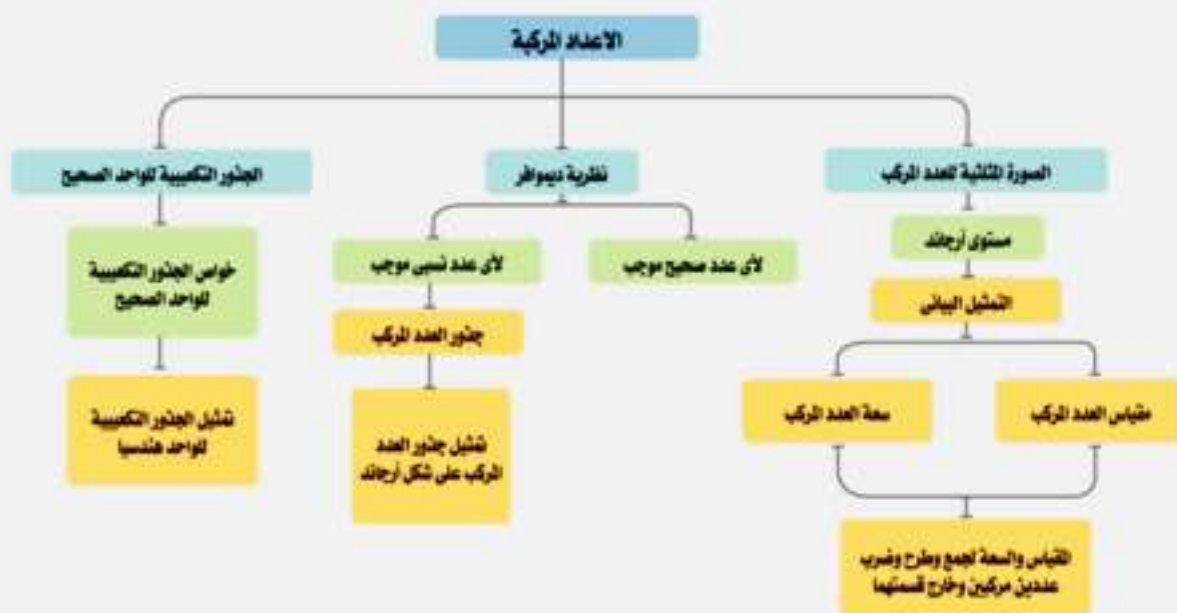 الاعداد المركبة
الصورة المثلثية للعدد المركب
نظرية ديموافر
الجذور التكعيبية للواحد الصحيح
مستوى أرجاند
التمثيل البيانى
مقياس العدد المركب
سعة العدد المركب
المقياس والسعة لجمع وطرح وضرب
عددين مركبين وخارج قسمتهما
لأى عدد صحيح موجب
لأى عدد نسبى موجب
جذور العدد المركب
تمثيل جذور العدد
المركب على شكل أرجاند
خواص الجذور التكعيبية
للواحد الصحيح
تمثيل الجذور التكعيبية
للواحد هندسيا